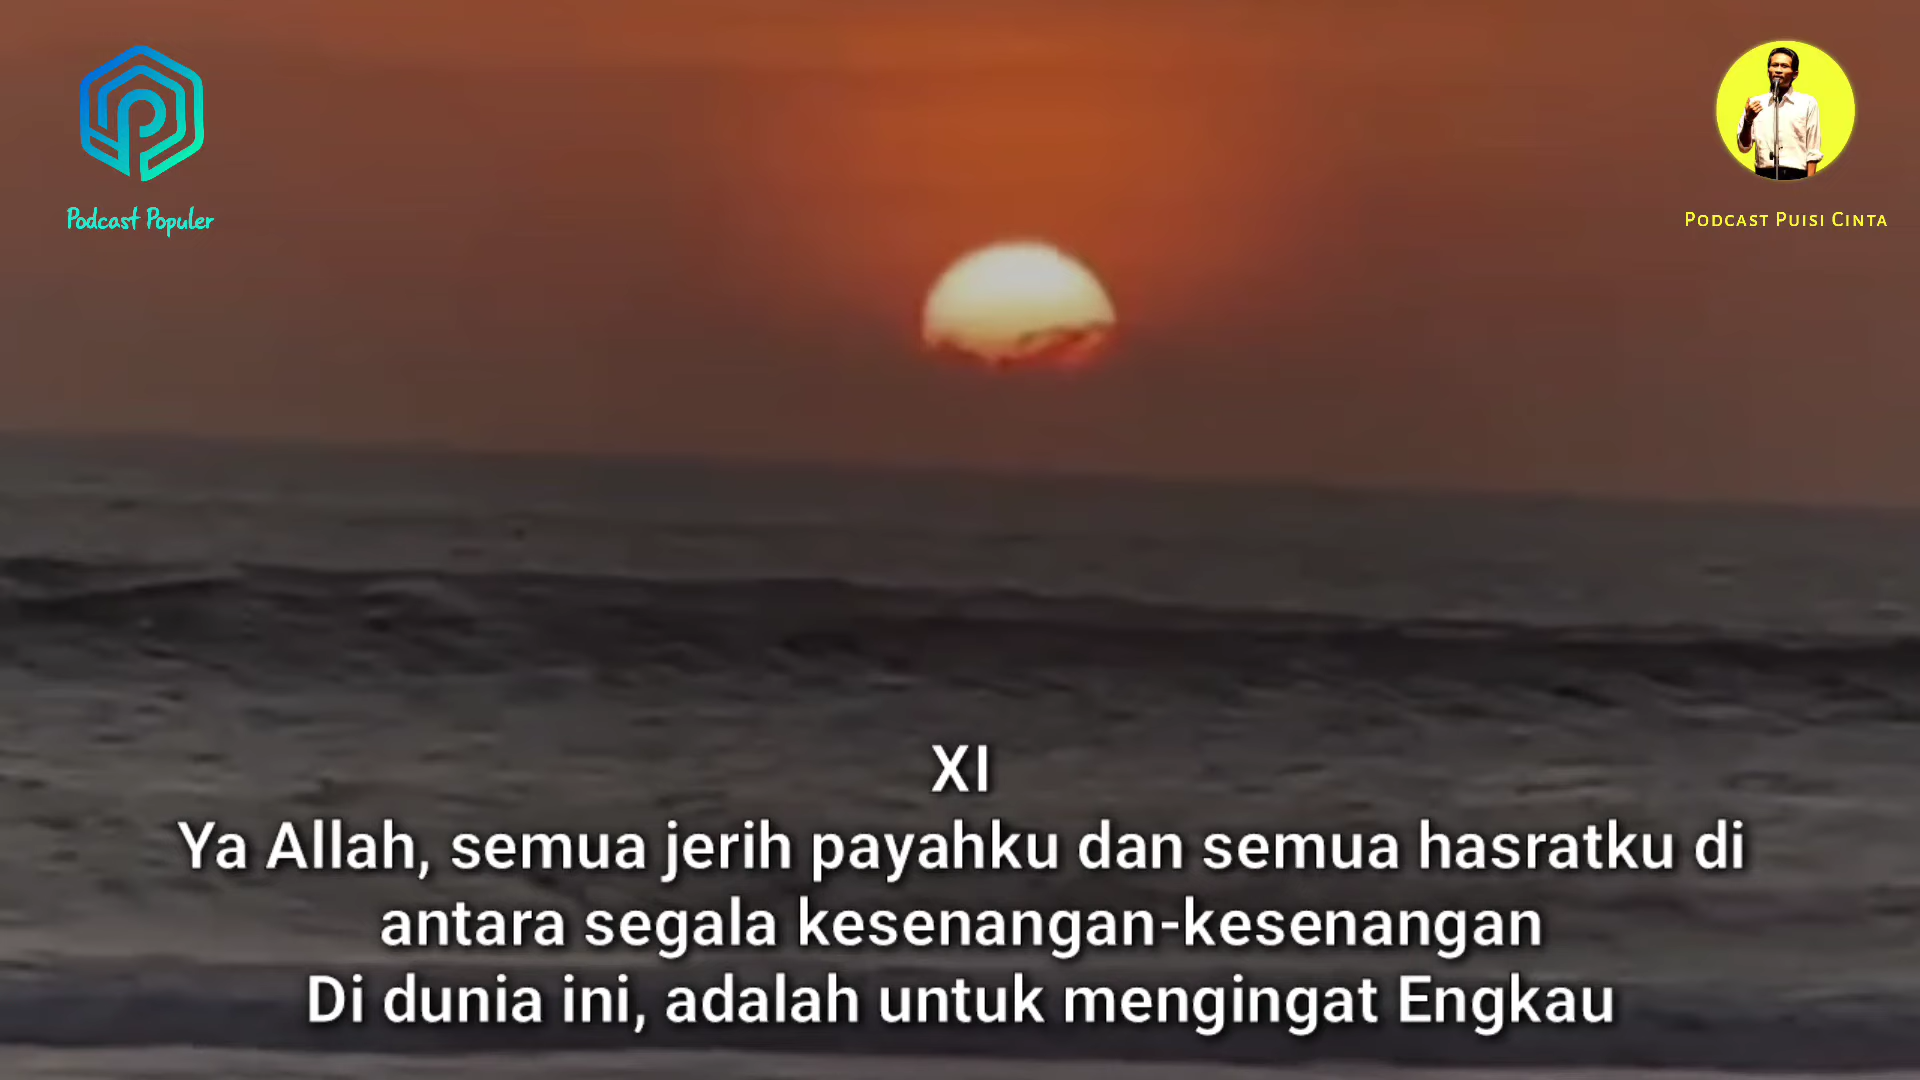 Podcast Populer
PODCAST PUISI CINTA
XI
Ya Allah, semua jerih payahku dan semua hasratku di
antara segala kesenangan-kesenangan
Di dunia ini, adalah untuk mengingat Engkau